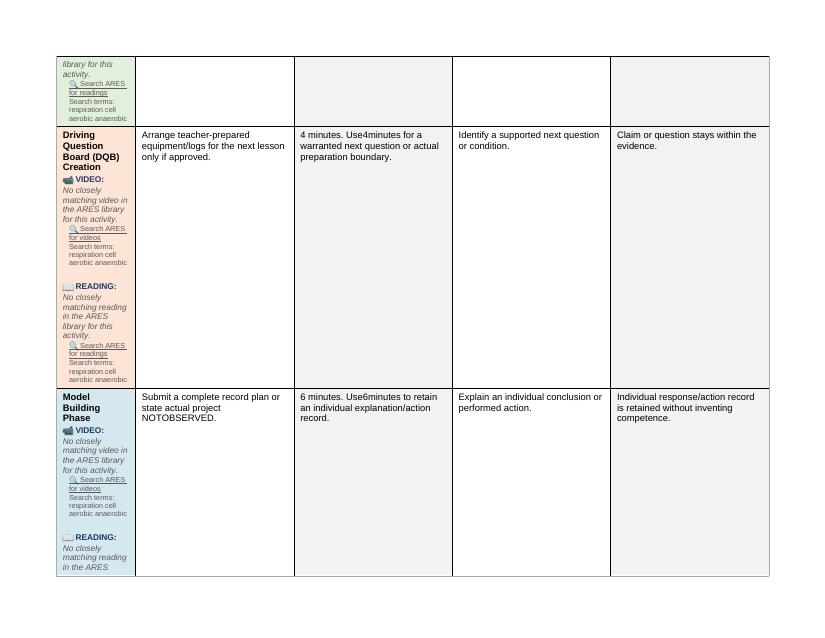 library for this
activity.
🔍 Search ARES
for readings
Search terms:
respiration cell
aerobic anaerobic
Driving
Question
Board (DQB)
Creation
📹 VIDEO:
No closely
matching video in
the ARES library
for this activity.
🔍 Search ARES
for videos
Search terms:
respiration cell
aerobic anaerobic
📖 READING:
No closely
matching reading
in the ARES
library for this
activity.
🔍 Search ARES
for readings
Search terms:
respiration cell
aerobic anaerobic
Arrange teacher-prepared
equipment/logs for the next lesson
only if approved.
4 minutes. Use4minutes for a
warranted next question or actual
preparation boundary.
Identify a supported next question
or condition.
Claim or question stays within the
evidence.
Model
Building
Phase
📹 VIDEO:
No closely
matching video in
the ARES library
for this activity.
🔍 Search ARES
for videos
Search terms:
respiration cell
aerobic anaerobic
📖 READING:
No closely
matching reading
in the ARES
Submit a complete record plan or
state actual project
NOTOBSERVED.
6 minutes. Use6minutes to retain
an individual explanation/action
record.
Explain an individual conclusion or
performed action.
Individual response/action record
is retained without inventing
competence.